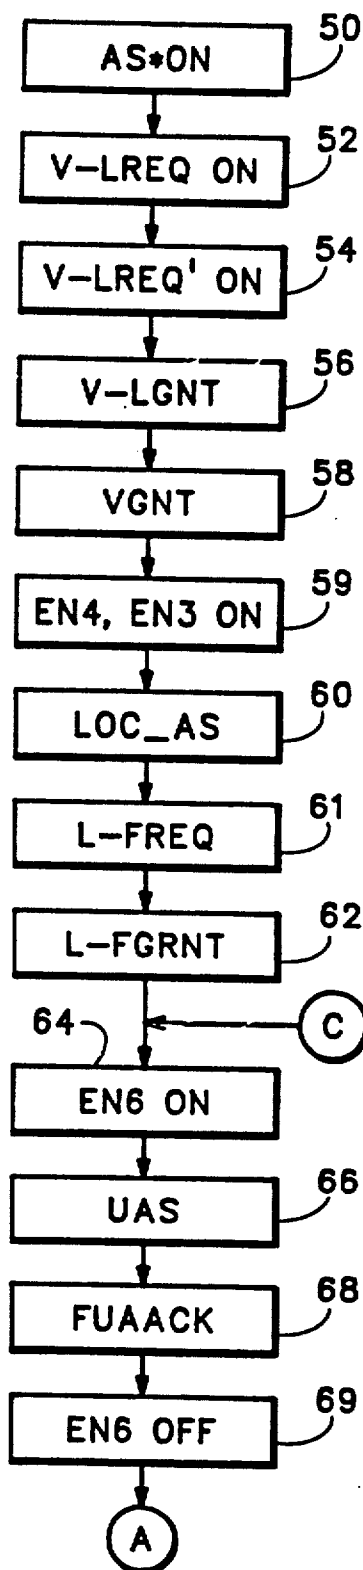 50
AS*ON
52
V-LREQ ON
54
V-LREQ' ON
56
V-LGNT
58
VGNT
59
EN4, EN3 ON
60
LOC_AS
61
L-FREQ
62
L-FGRNT
C
64
EN6 ON
66
UAS
68
FUAACK
69
EN6 OFF
A